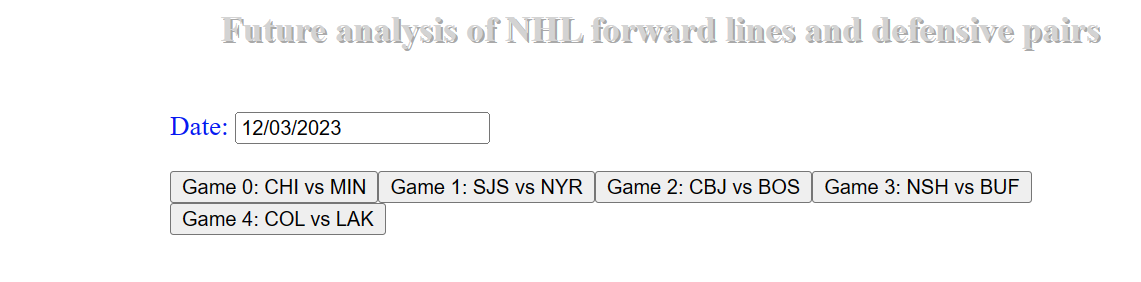 Future analysis of NHL forward lines and defensive pairs
Date: 12/03/2023
Game 0: CHI vs MIN Game 1: SJS vs NYR Game 2: CBJ vs BOS Game 3: NSH vs BUF
Game 4: COL vs LAK